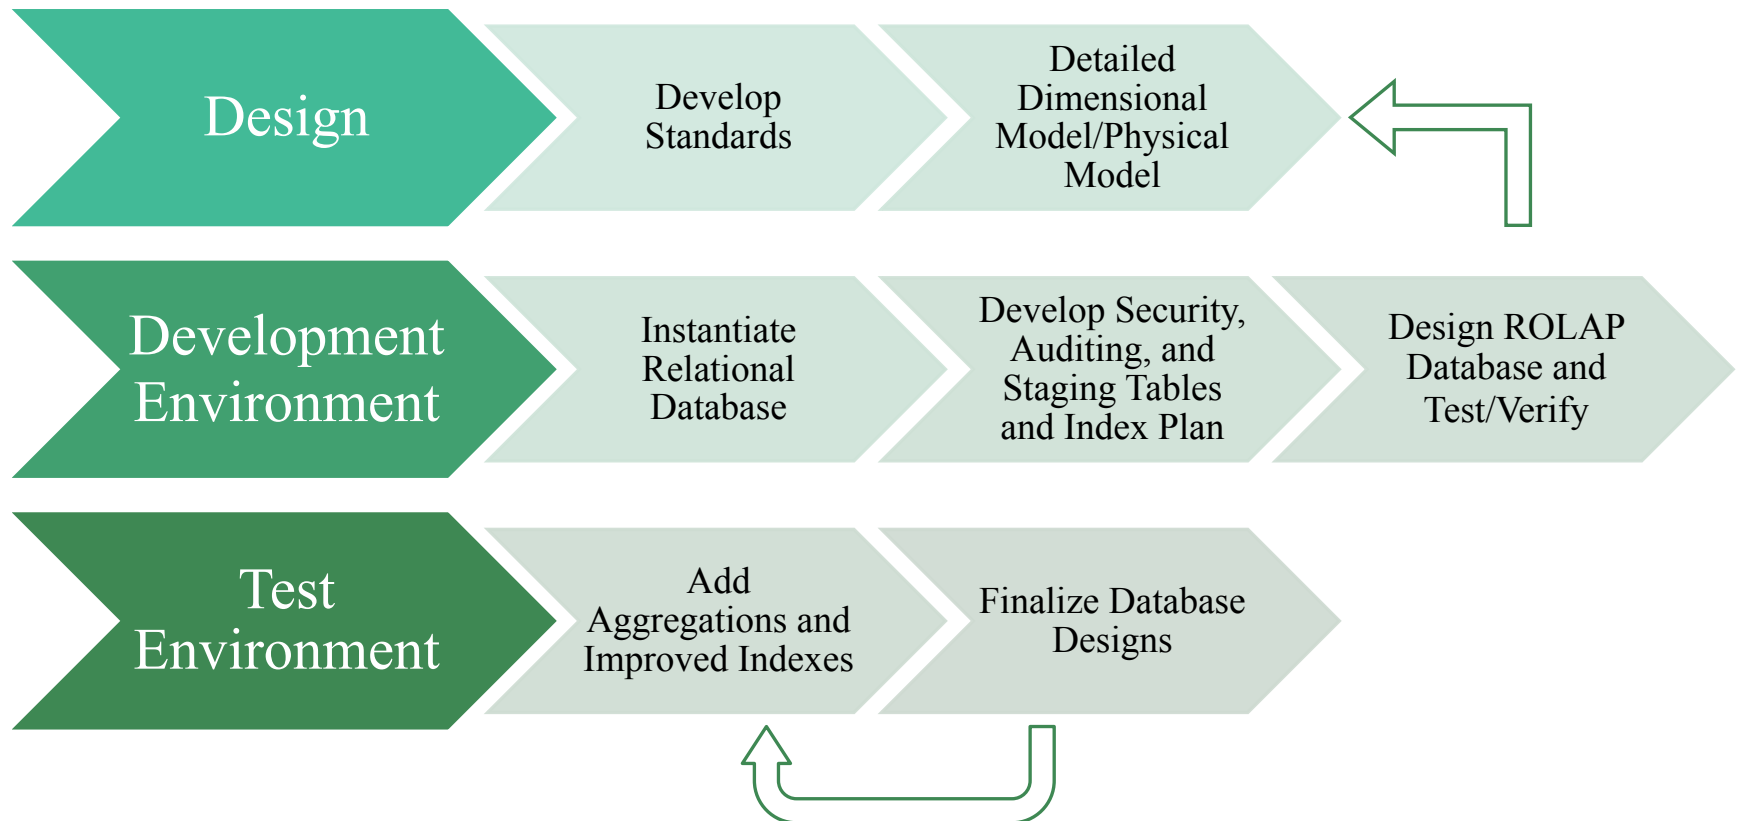 Design
Develop
Standards
Detailed
Dimensional
Model/Physical
Model
Development
Environment
Instantiate
Relational
Database
Develop Security,
Auditing, and
Staging Tables
and Index Plan
Design ROLAP
Database and
Test/Verify
Test
Environment
Add
Aggregations and
Improved Indexes
Finalize Database
Designs